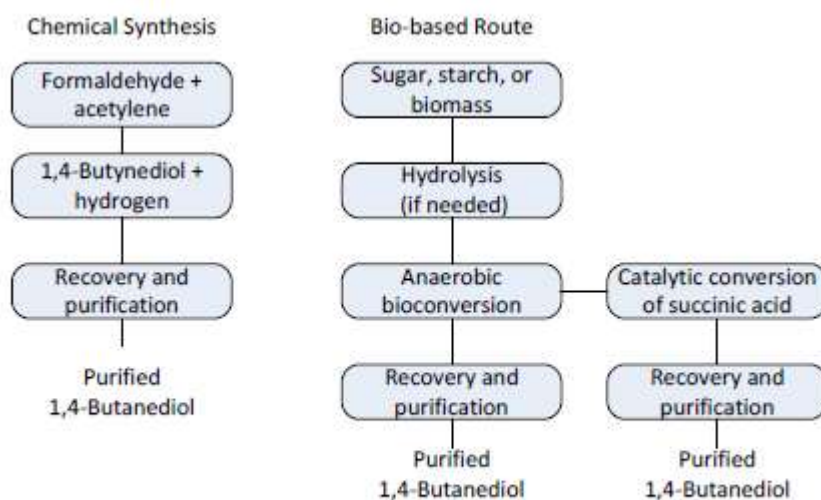 Chemical Synthesis
Formaldehyde +
acetylene
1,4-Butynediol +
hydrogen
Recovery and
purification
Purified
1,4-Butanediol
Bio-based Route
Sugar, starch, or
biomass
Hydrolysis
(if needed)
Anaerobic
bioconversion
Recovery and
purification
Purified
1,4-Butanediol
Catalytic conversion
of succinic acid
Recovery and
purification
Purified
1,4-Butanediol